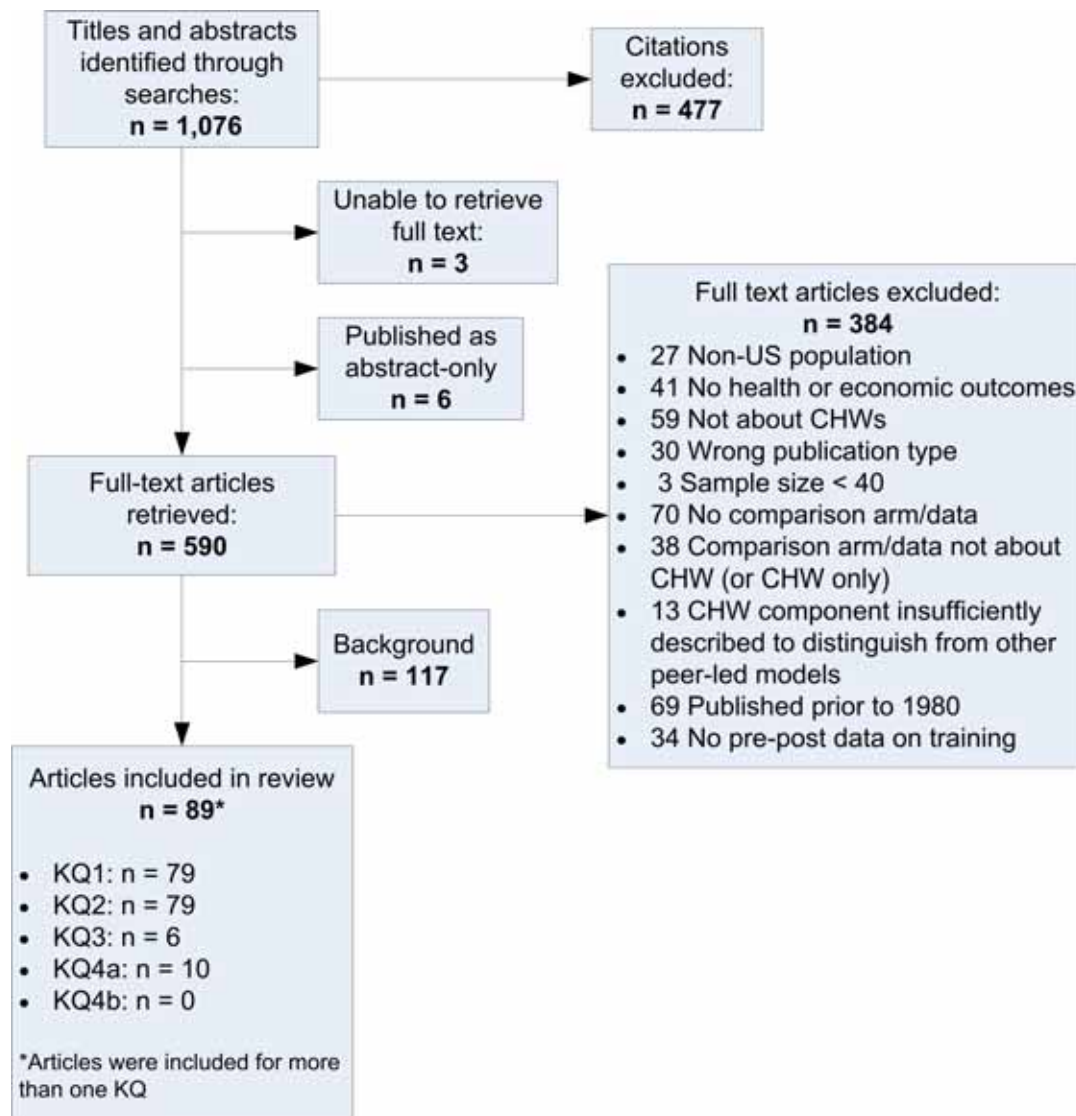 Titles and abstracts
identified through
searches:
n = 1,076
Citations
excluded:
n = 477
Unable to retrieve
full text:
n = 3
Published as
abstract-only
n = 6
Full-text articles
retrieved:
n = 590
Full text articles excluded:
n = 384
• 27 Non-US population
• 41 No health or economic outcomes
• 59 Not about CHWs
• 30 Wrong publication type
• 3 Sample size < 40
• 70 No comparison arm/data
• 38 Comparison arm/data not about
CHW (or CHW only)
• 13 CHW component insufficiently
described to distinguish from other
peer-led models
• 69 Published prior to 1980
• 34 No pre-post data on training
Background
n = 117
Articles included in review
n = 89*
• KQ1: n = 79
• KQ2: n = 79
• KQ3: n = 6
• KQ4a: n = 10
• KQ4b: n = 0
*Articles were included for more
than one KQ